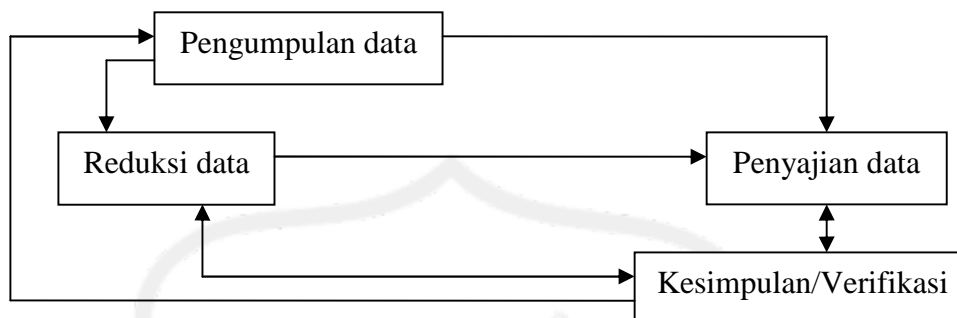 Pengumpulan data
Reduksi data
Penyajian data
Kesimpulan/Verifikasi